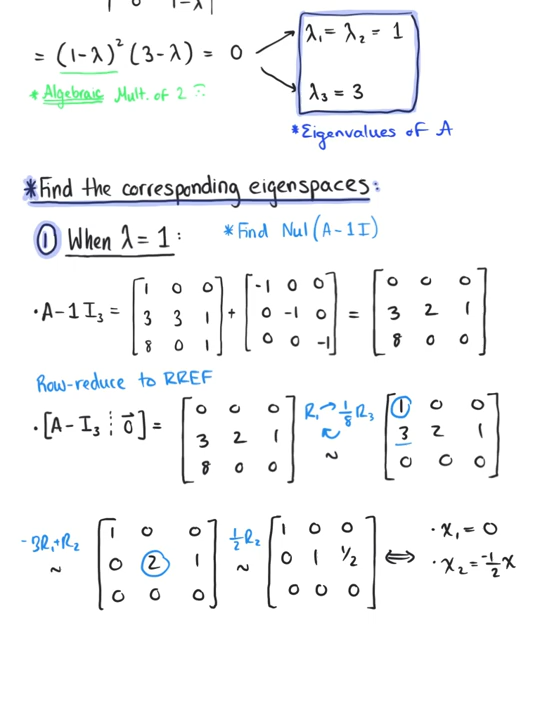 | 0 1-λ |
= (1-λ)² (3-λ) = 0
λ₁ = λ₂ = 1
λ₃ = 3
* Algebraic Mult. of 2
*Eigenvalues of A
*Find the corresponding eigenspaces:
① When λ = 1: *Find Nul(A-1I)
·A-1I₃ = [1 0 0; 3 3 1; 8 0 1] + [-1 0 0; 0 -1 0; 0 0 -1] = [0 0 0; 3 2 1; 8 0 0]
Row-reduce to RREF
·[A-I₃ ⋮ 0⃗] = [0 0 0; 3 2 1; 8 0 0] R₁ → 1/8 R₃ ~ [1 0 0; 3 2 1; 0 0 0]
-3R₁+R₂ ~ [1 0 0; 0 2 1; 0 0 0] 1/2 R₂ ~ [1 0 0; 0 1 1/2; 0 0 0] ⟺ ·x₁ = 0
·x₂ = -1/2 x